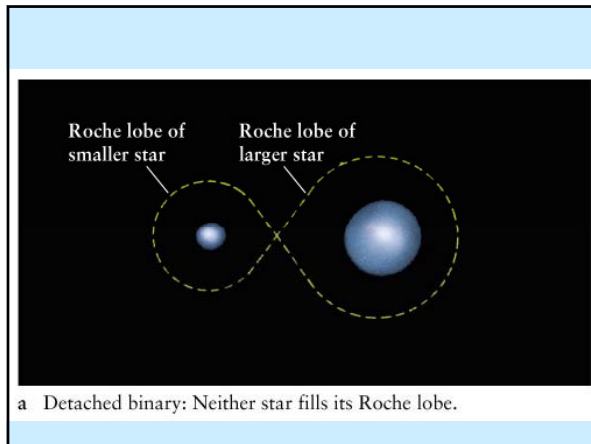 Roche lobe of
smaller star
Roche lobe of
larger star
a Detached binary: Neither star fills its Roche lobe.